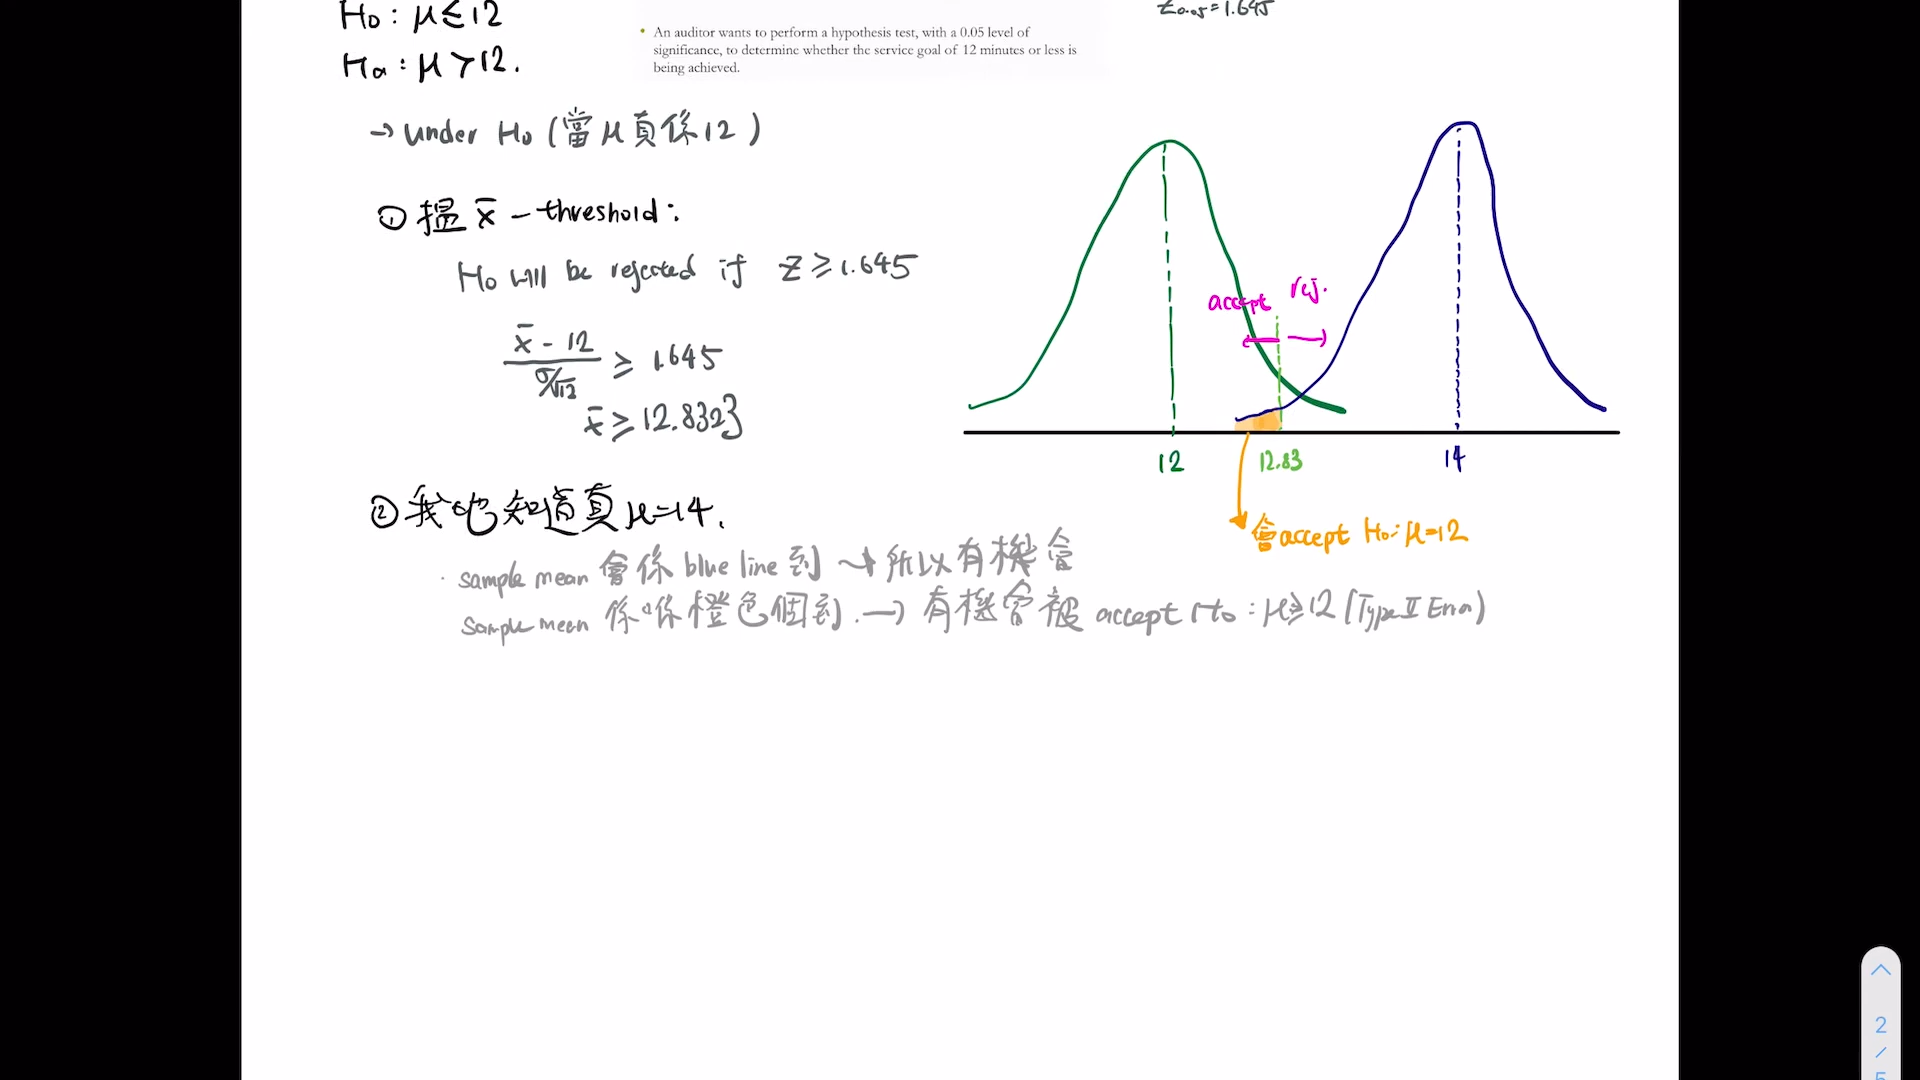 H₀ : μ ≤ 12
Hₐ : μ > 12.
• An auditor wants to perform a hypothesis test, with a 0.05 level of
significance, to determine whether the service goal of 12 minutes or less is
being achieved.
Z₀.₀₅ = 1.645
→ under H₀ (當 μ 真係 12)
① 搵 x̄ – threshold :
H₀ will be rejected if z ≥ 1.645
(x̄ - 12) / (σ/√12) ≥ 1.645
x̄ ≥ 12.8323
accept rej.
12 12.83 14
會 accept H₀: μ=12
② 我哋知道真 μ=14.
· sample mean 會係 blue line 到 → 所以有機會
sample mean 係喺橙色個到. → 有機會被 accept H₀ : μ≥12 (Type II Error)
2
/
5